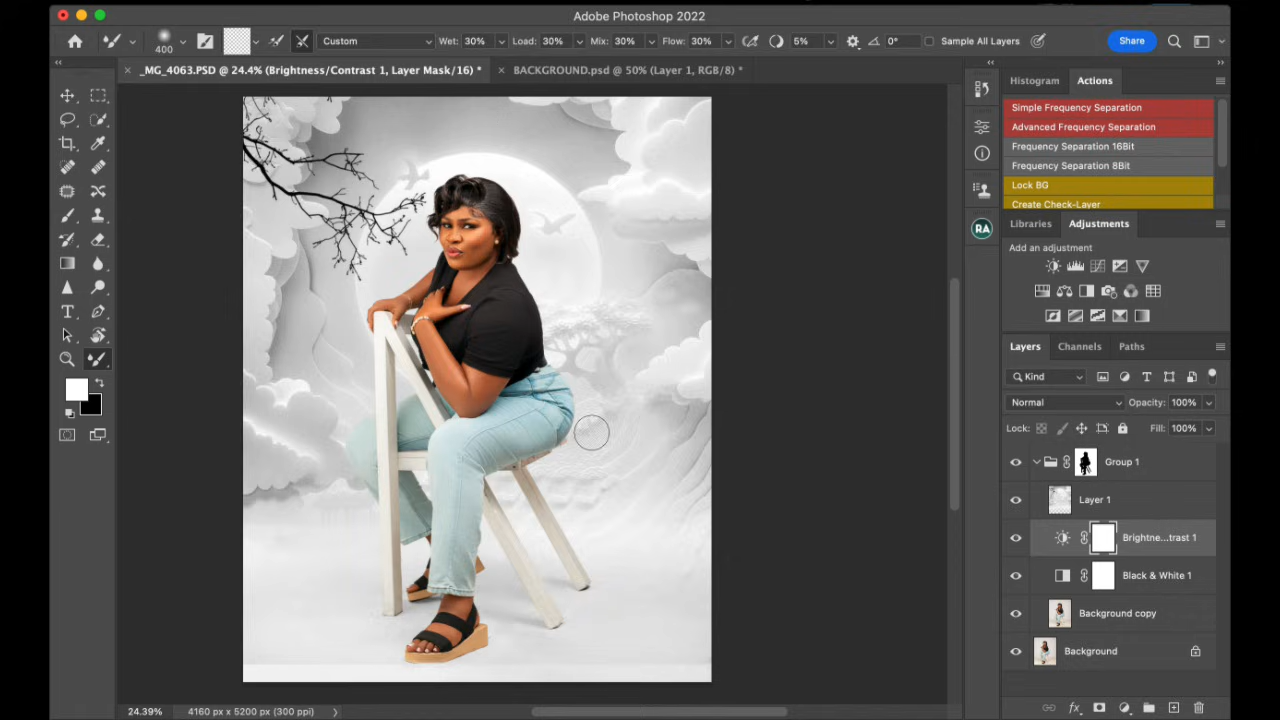 Adobe Photoshop 2022
400
Custom
Wet: 30%
Load: 30%
Mix: 30%
Flow: 30%
5%
0°
Sample All Layers
Share
× _MG_4063.PSD @ 24.4% (Brightness/Contrast 1, Layer Mask/16) *
× BACKGROUND.psd @ 50% (Layer 1, RGB/8) *
Histogram
Actions
Simple Frequency Separation
Advanced Frequency Separation
Frequency Separation 16Bit
Frequency Separation 8Bit
Lock BG
Create Check-Layer
RA
Libraries
Adjustments
Add an adjustment
Layers
Channels
Paths
Kind
Normal
Opacity: 100%
Lock:
Fill: 100%
Group 1
Layer 1
Brightne...trast 1
Black & White 1
Background copy
Background
fx
24.39%
4160 px x 5200 px (300 ppi)